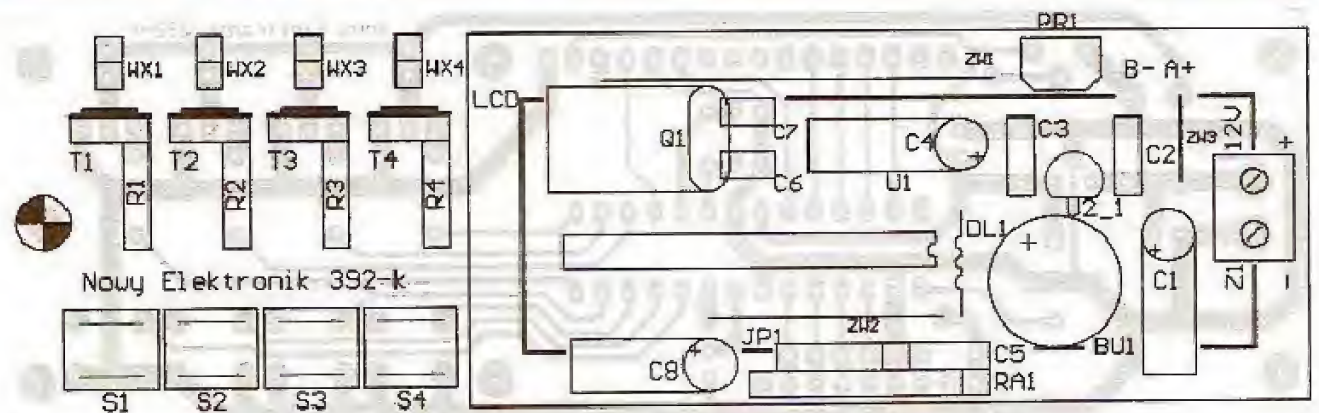 PR1
WX1 WX2 WX3 WX4
ZW1
B- A+
LCD
12V
T1 T2 T3 T4
Q1
C7
C4
C3
C2
ZW3
+
R1 R2 R3 R4
C6
U1
U2_1
DL1
+
C1
Z1
-
Nowy Elektronik 392-k
ZW2
JP1
C8
C5
BU1
RA1
S1 S2 S3 S4